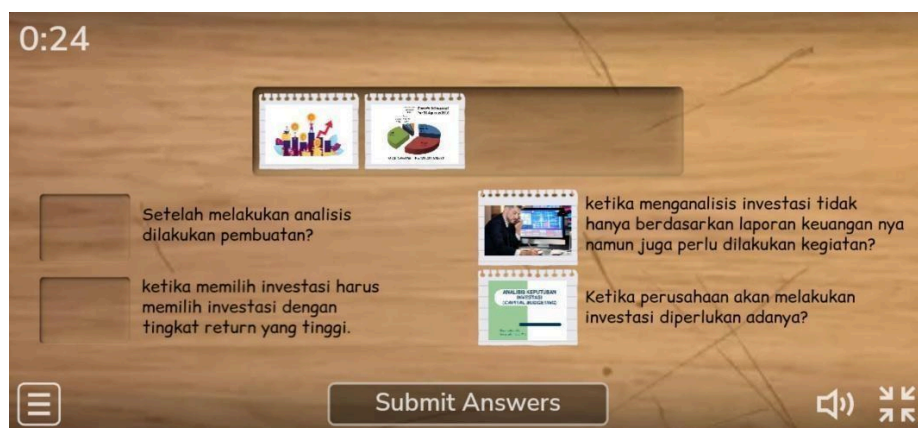 0:24
Setelah melakukan analisis
dilakukan pembuatan?
ketika memilih investasi harus
memilih investasi dengan
tingkat return yang tinggi.
ketika menganalisis investasi tidak
hanya berdasarkan laporan keuangan nya
namun juga perlu dilakukan kegiatan?
ANALISIS KEPUTUSAN
INVESTASI
(CAPITAL BUDGETING)
Ketika perusahaan akan melakukan
investasi diperlukan adanya?
Submit Answers